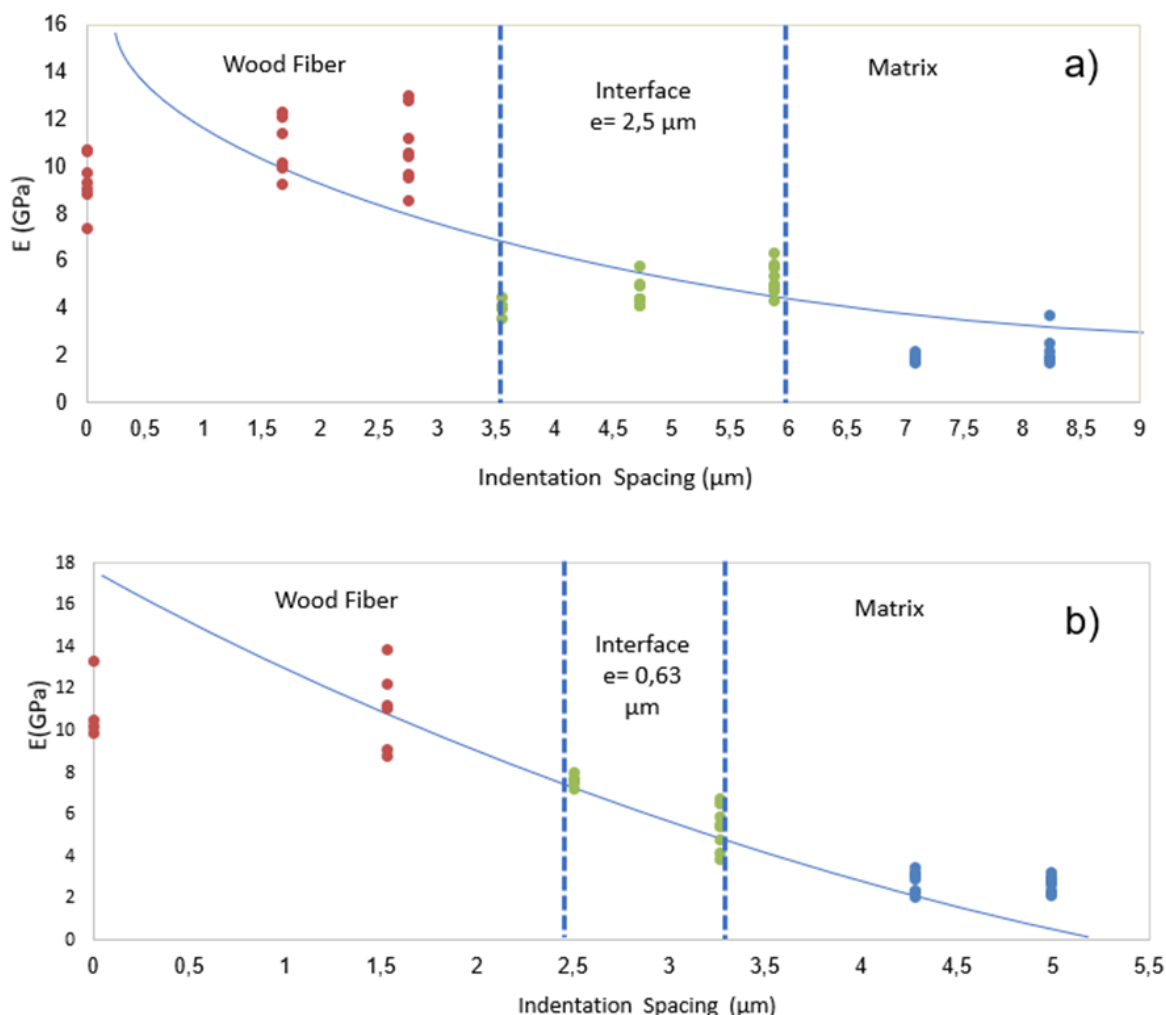 16
a)
Wood Fiber
Matrix
14
Interface
e= 2,5 µm
12
10
8
6
4
2
0
E (GPa)
0 0,5 1 1,5 2 2,5 3 3,5 4 4,5 5 5,5 6 6,5 7 7,5 8 8,5 9
Indentation Spacing (µm)
18
b)
Wood Fiber
Matrix
16
Interface
e= 0,63
µm
14
12
10
8
6
4
2
0
E(GPa)
0 0,5 1 1,5 2 2,5 3 3,5 4 4,5 5 5,5
Indentation Spacing (µm)